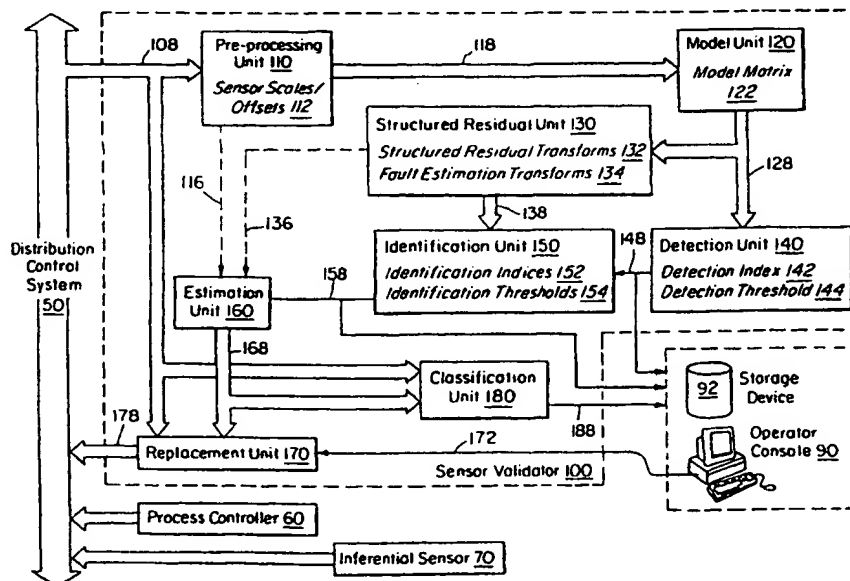 108
Pre-processing
Unit 110
Sensor Scales/
Offsets 112
118
Model Unit 120
Model Matrix
122
Structured Residual Unit 130
Structured Residual Transforms 132
Fault Estimation Transforms 134
128
116
136
138
Distribution
Control
System
50
Identification Unit 150
Identification Indices 152
Identification Thresholds 154
148
Detection Unit 140
Detection Index 142
Detection Threshold 144
158
Estimation
Unit 160
168
Classification
Unit 180
188
92
Storage
Device
Operator
Console 90
178
Replacement Unit 170
172
Sensor Validator 100
Process Controller 60
Inferential Sensor 70